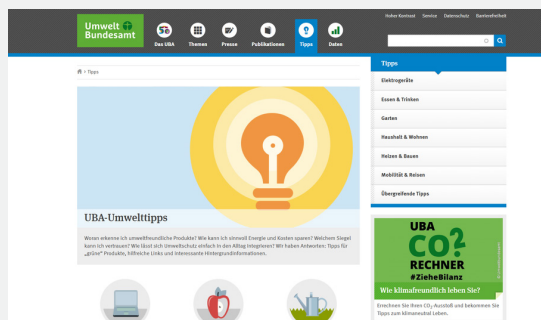 Hoher Kontrast Service Datenschutz Barrierefreiheit
Umwelt
Bundesamt
Das UBA Themen Presse Publikationen Tipps Daten
> Tipps
Tipps
Elektrogeräte
Essen & Trinken
Garten
Haushalt & Wohnen
Heizen & Bauen
Mobilität & Reisen
Übergreifende Tipps
UBA-Umwelttipps
Woran erkenne ich umweltfreundliche Produkte? Wie kann ich sinnvoll Energie und Kosten sparen? Welchem Siegel
kann ich vertrauen? Wie lässt sich Umweltschutz einfach in den Alltag integrieren? Wir haben Antworten: Tipps für
„grüne“ Produkte, hilfreiche Links und interessante Hintergrundinformationen.
UBA
CO2?
RECHNER
#ZieheBilanz
Wie klimafreundlich leben Sie?
Errechnen Sie Ihren CO₂ Ausstoß und bekommen Sie
Tipps zum klimaneutral Leben.